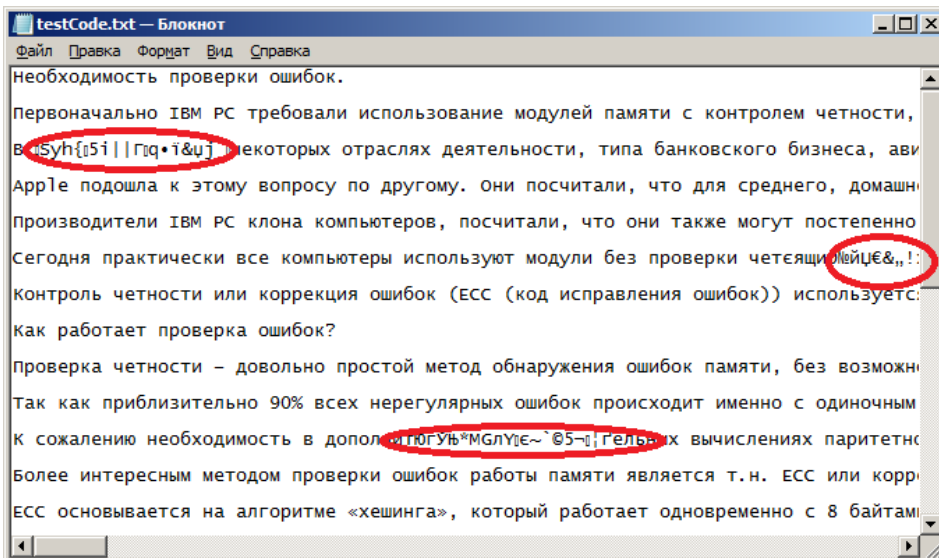 testCode.txt — Блокнот
Файл Правка Формат Вид Справка
Необходимость проверки ошибок.
Первоначально IBM PC требовали использование модулей памяти с контролем четности,
В некоторых отраслях деятельности, типа банковского бизнеса, ави
Apple подошла к этому вопросу по другому. Они посчитали, что для среднего, домашн
Производители IBM PC клона компьютеров, посчитали, что они также могут постепенно
Сегодня практически все компьютеры используют модули без проверки
Контроль четности или коррекция ошибок (ECC (код исправления ошибок)) используетс
Как работает проверка ошибок?
Проверка четности – довольно простой метод обнаружения ошибок памяти, без возможн
Так как приблизительно 90% всех нерегулярных ошибок происходит именно с одиночным
К сожалению необходимость в вычислениях паритетно
Более интересным методом проверки ошибок работы памяти является т.н. ECC или корр
ECC основывается на алгоритме «хешинга», который работает одновременно с 8 байтам